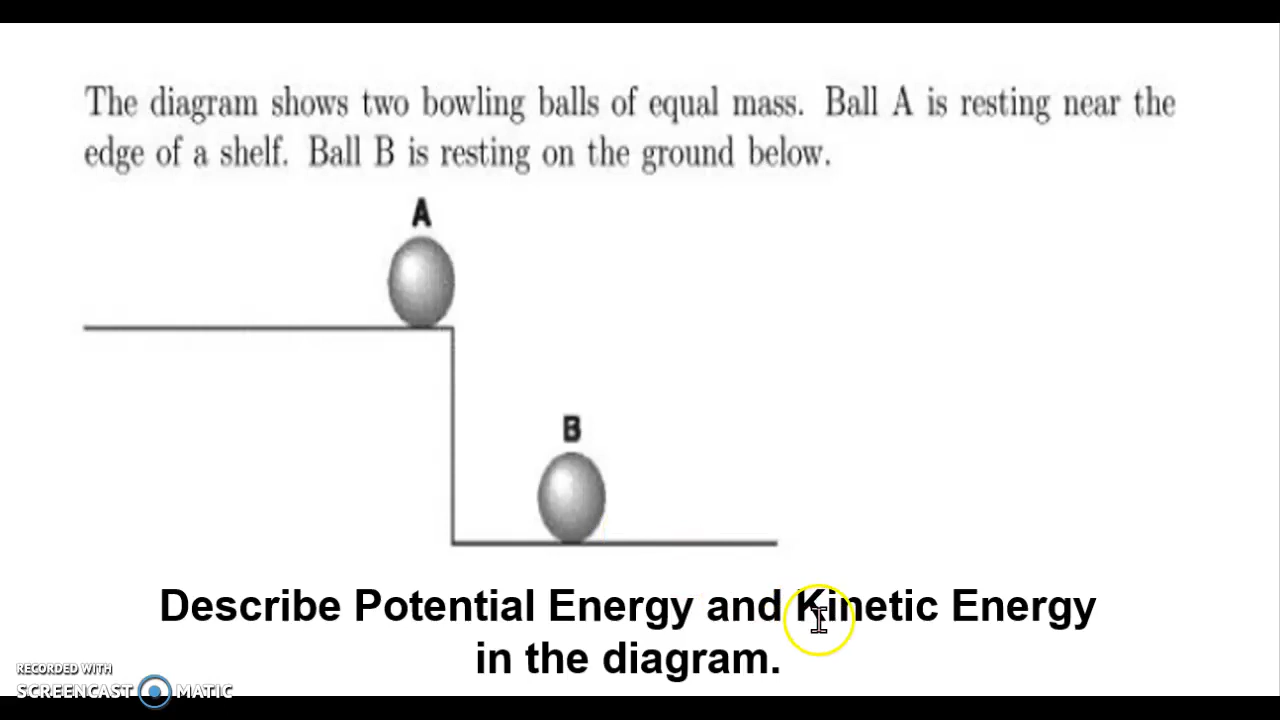 The diagram shows two bowling balls of equal mass. Ball A is resting near the
edge of a shelf. Ball B is resting on the ground below.
A
B
Describe Potential Energy and Kinetic Energy
in the diagram.
RECORDED WITH
SCREENCAST MATIC